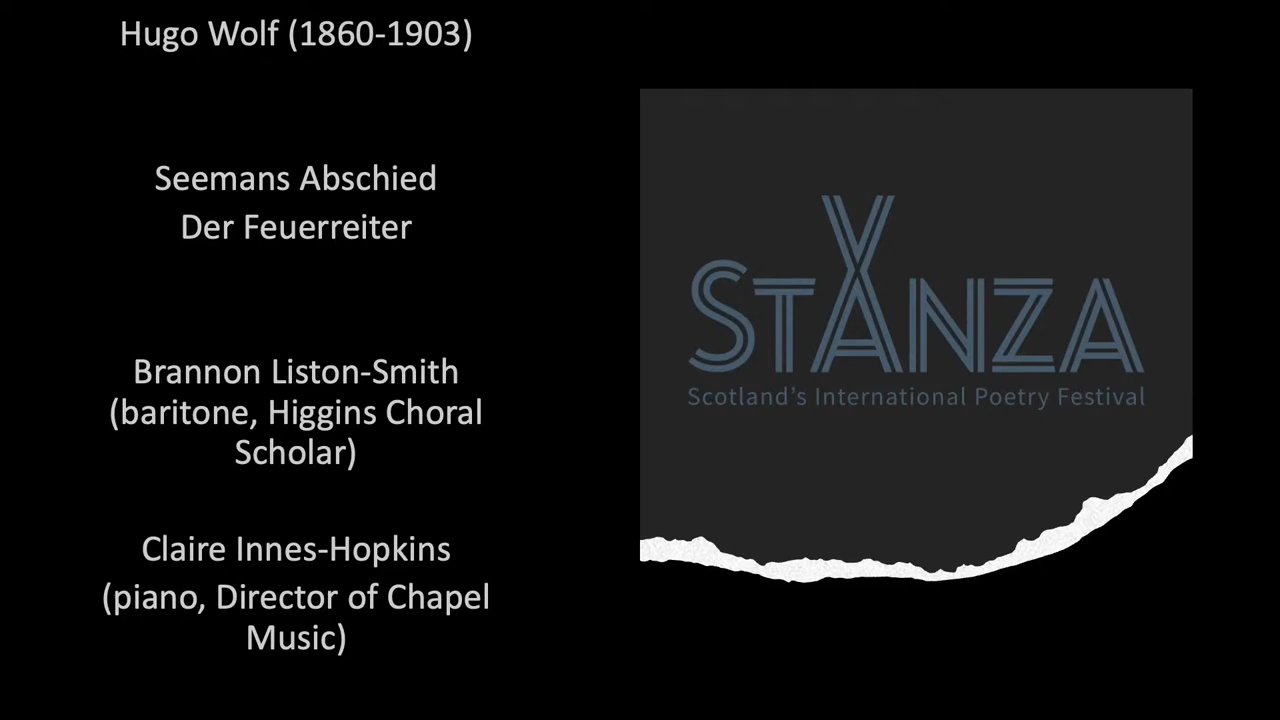 Hugo Wolf (1860-1903)
Seemans Abschied
Der Feuerreiter
Brannon Liston-Smith
(baritone, Higgins Choral
Scholar)
Claire Innes-Hopkins
(piano, Director of Chapel
Music)
STANZA
Scotland's International Poetry Festival